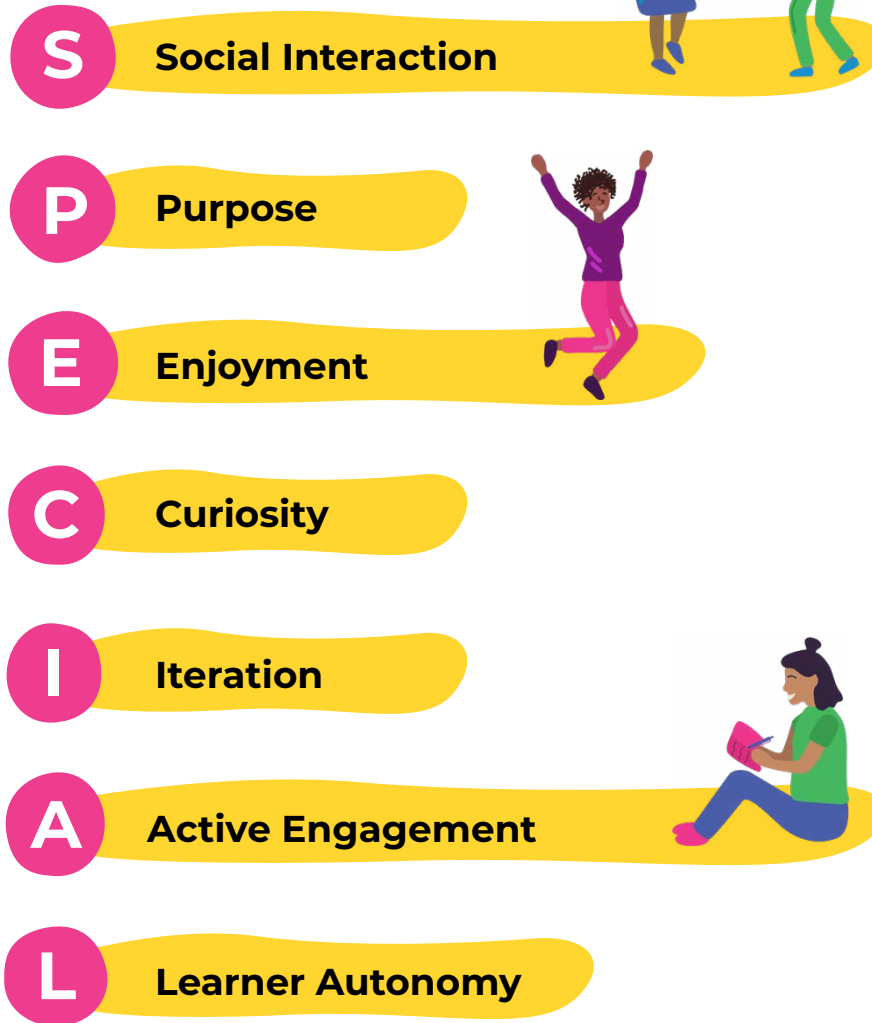 S Social Interaction
P Purpose
E Enjoyment
C Curiosity
I Iteration
A Active Engagement
L Learner Autonomy